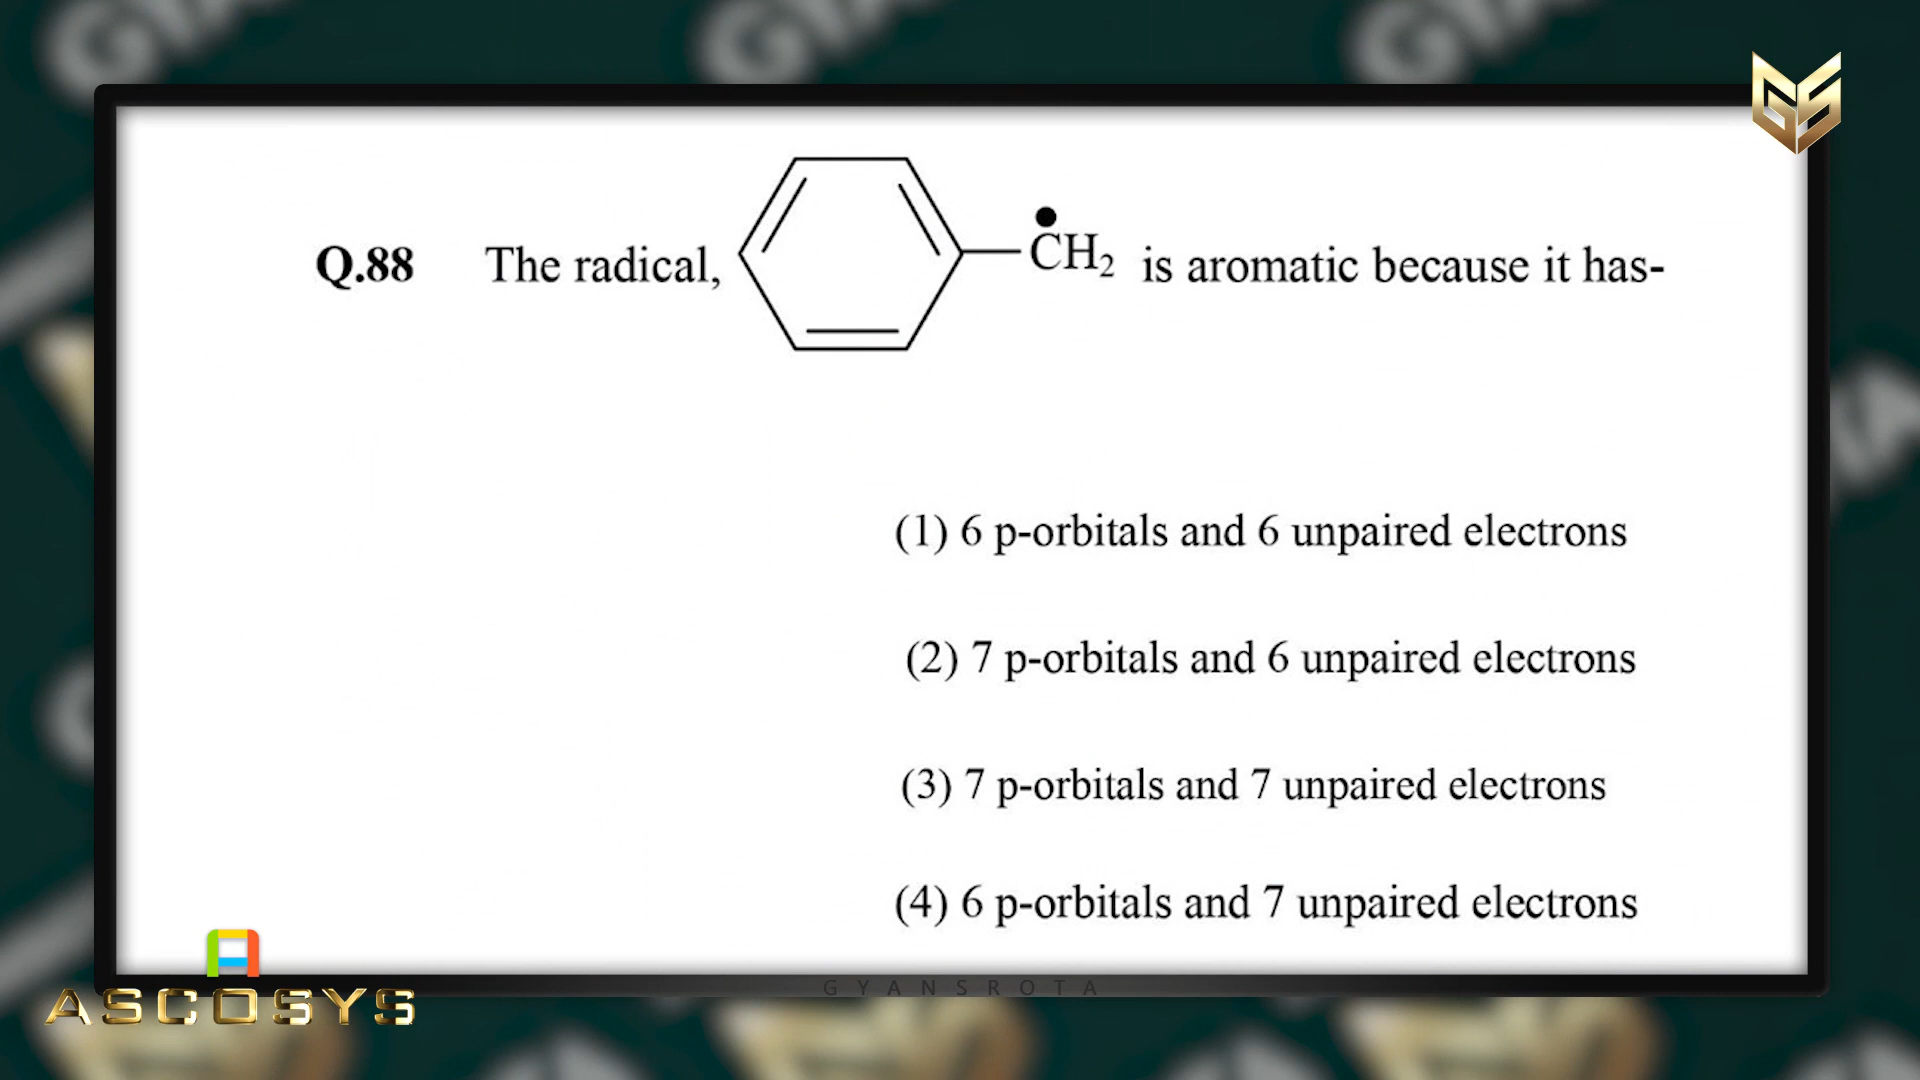 GS
Q.88 The radical, ĊH₂ is aromatic because it has-
(1) 6 p-orbitals and 6 unpaired electrons
(2) 7 p-orbitals and 6 unpaired electrons
(3) 7 p-orbitals and 7 unpaired electrons
(4) 6 p-orbitals and 7 unpaired electrons
GYANSROTA
ASCOSYS